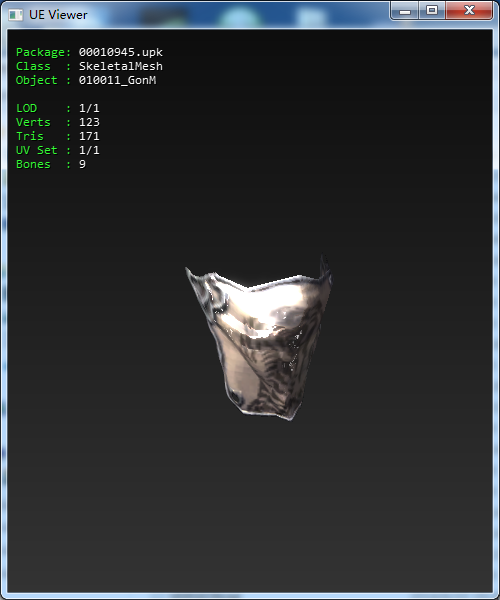 UE Viewer
Package: 00010945.upk
Class  : SkeletalMesh
Object : 010011_GonM
LOD    : 1/1
Verts  : 123
Tris   : 171
UV Set : 1/1
Bones  : 9